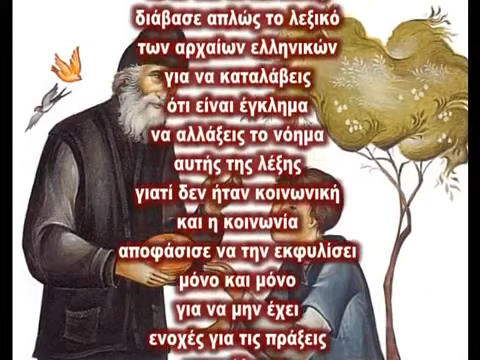 διάβασε απλώς το λεξικό
των αρχαίων ελληνικών
για να καταλάβεις
ότι είναι έγκλημα
να αλλάξεις το νόημα
αυτής της λέξης
γιατί δεν ήταν κοινωνική
και η κοινωνία
αποφάσισε να την εκφυλίσει
μόνο και μόνο
για να μην έχει
ενοχές για τις πράξεις